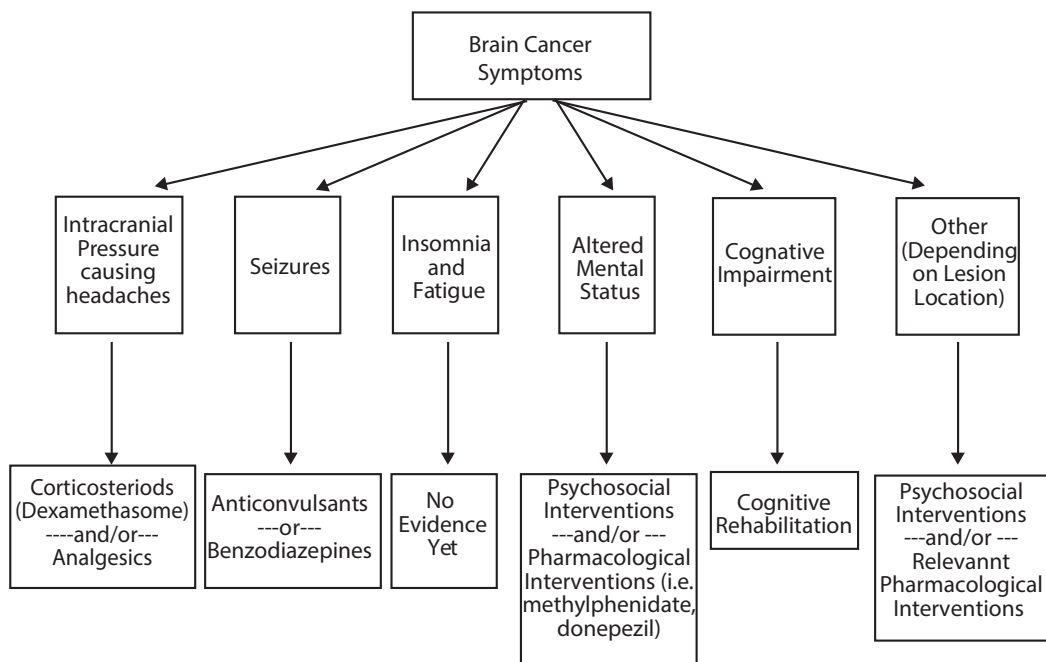 Brain Cancer
Symptoms
Intracranial
Pressure
causing
headaches
Seizures
Insomnia
and
Fatigue
Altered
Mental
Status
Cognative
Impairment
Other
(Depending
on Lesion
Location)
Corticosteriods
(Dexamethasome)
----and/or---
Analgesics
Anticonvulsants
---or---
Benzodiazepines
No
Evidence
Yet
Psychosocial
Interventions
---and/or ---
Pharmacological
Interventions (i.e.
methylphenidate,
donepezil)
Cognitive
Rehabilitation
Psychosocial
Interventions
---and/or ---
Relevannt
Pharmacological
Interventions